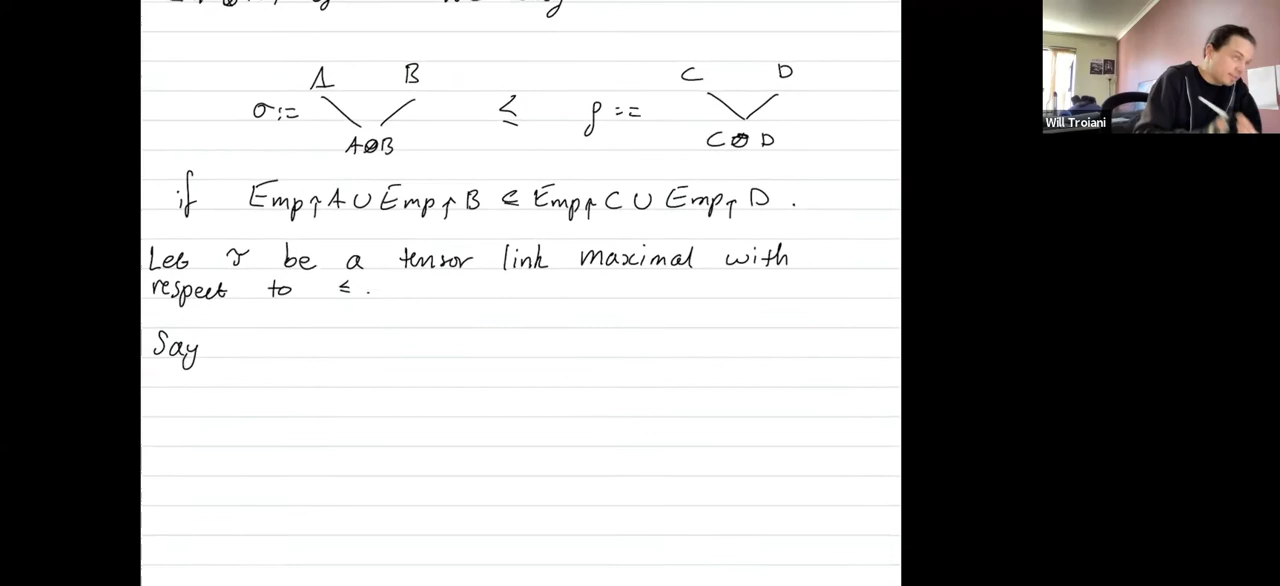 A B C D
σ := ≤ ρ :==
A⊗B C⊗D
if Emp↑A ∪ Emp↑B ⊆ Emp↑C ∪ Emp↑D .
Let τ be a tensor link maximal with
respect to ≤ .
Say
Will Troiani